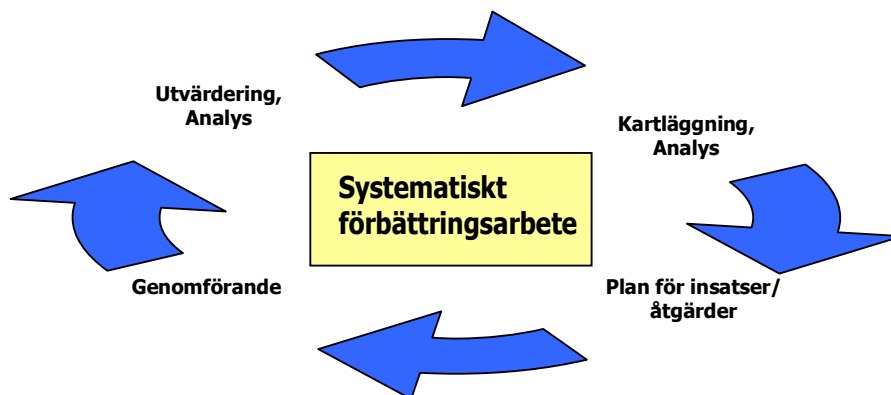 Utvärdering,
Analys
Kartläggning,
Analys
Systematiskt
förbättringsarbete
Genomförande
Plan för insatser/
åtgärder